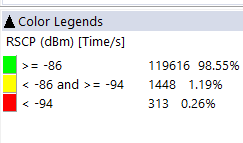 Color Legends
RSCP (dBm) [Time/s]
>= -86 119616 98.55%
< -86 and >= -94 1448 1.19%
< -94 313 0.26%